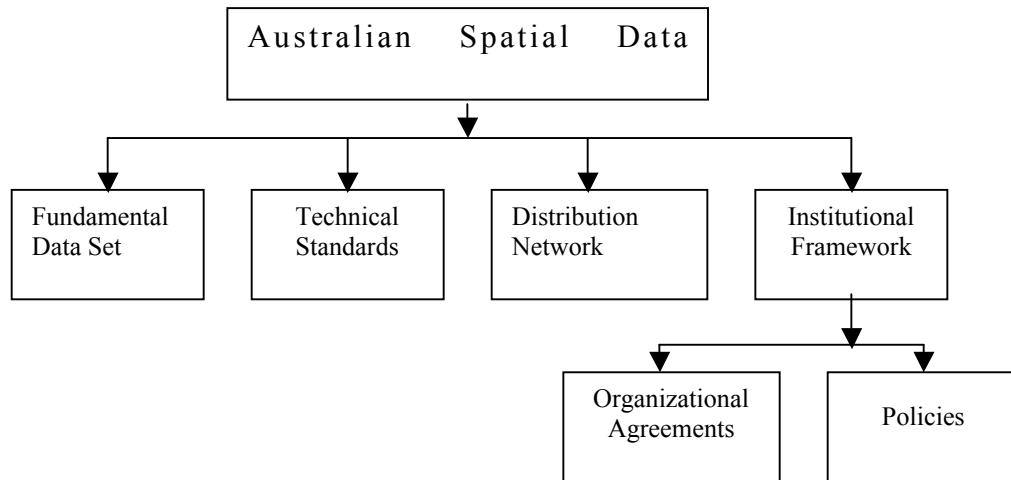 Australian Spatial Data
Fundamental
Data Set
Technical
Standards
Distribution
Network
Institutional
Framework
Organizational
Agreements
Policies